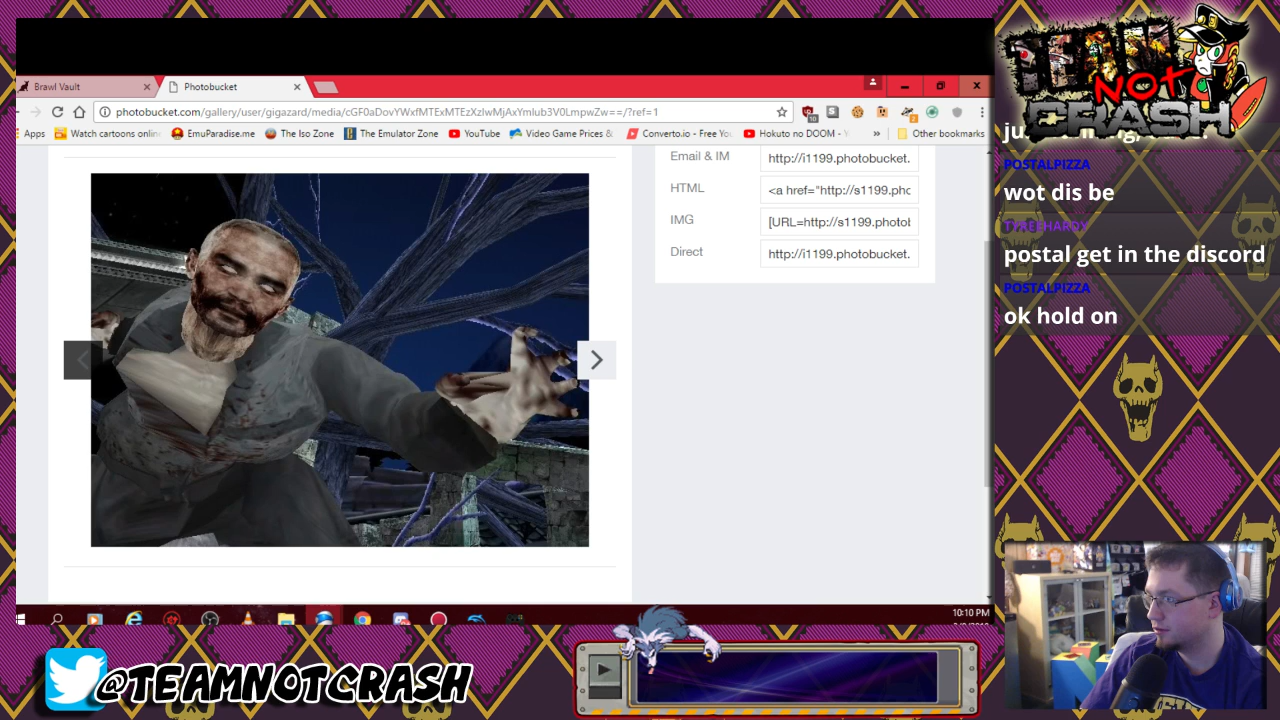 Brawl Vault
Photobucket
photobucket.com/gallery/user/gigazard/media/cGF0aDovYWxfMTExMTEzXzIwMjAxYmIub3V0LmpwZw==/?ref=1
Apps
Watch cartoons onlin
EmuParadise.me
The Iso Zone
The Emulator Zone
YouTube
Video Game Prices &
Converto.io - Free You
Hokuto no DOOM - Y
»
Other bookmarks
Email & IM
http://i1199.photobucket.
HTML
<a href="http://s1199.phc
IMG
[URL=http://s1199.photol
Direct
http://i1199.photobucket.
10:10 PM
TEAM
NOT
CRASH
POSTALPIZZA
wot dis be
TYREEHARDY
postal get in the discord
POSTALPIZZA
ok hold on
@TEAMNOTCRASH